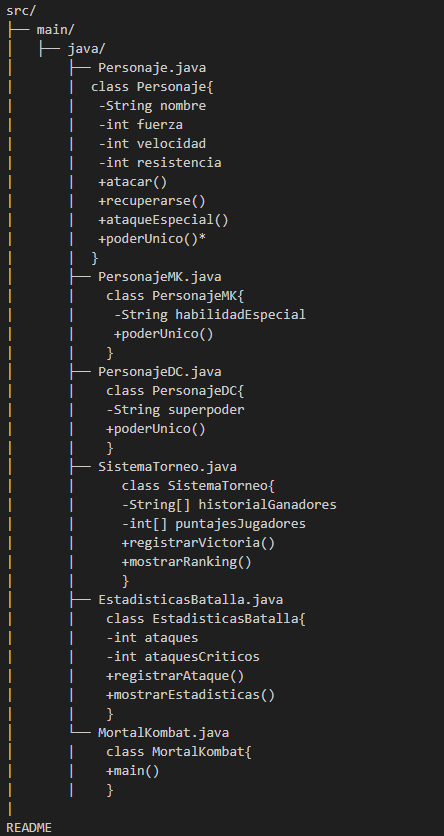 src/
├── main/
│   ├── java/
│       ├── Personaje.java
│       │  class Personaje{
│       │   -String nombre
│       │   -int fuerza
│       │   -int velocidad
│       │   -int resistencia
│       │   +atacar()
│       │   +recuperarse()
│       │   +ataqueEspecial()
│       │   +poderUnico()*
│       │  }
│       ├── PersonajeMK.java
│       │    class PersonajeMK{
│       │     -String habilidadEspecial
│       │     +poderUnico()
│       │    }
│       ├── PersonajeDC.java
│       │    class PersonajeDC{
│       │    -String superpoder
│       │    +poderUnico()
│       │    }
│       ├── SistemaTorneo.java
│       │      class SistemaTorneo{
│       │      -String[] historialGanadores
│       │      -int[] puntajesJugadores
│       │      +registrarVictoria()
│       │      +mostrarRanking()
│       │      }
│       ├── EstadisticasBatalla.java
│       │    class EstadisticasBatalla{
│       │    -int ataques
│       │    -int ataquesCriticos
│       │    +registrarAtaque()
│       │    +mostrarEstadisticas()
│       │    }
│       └── MortalKombat.java
│       │    class MortalKombat{
│       │    +main()
│       │    }
|
README